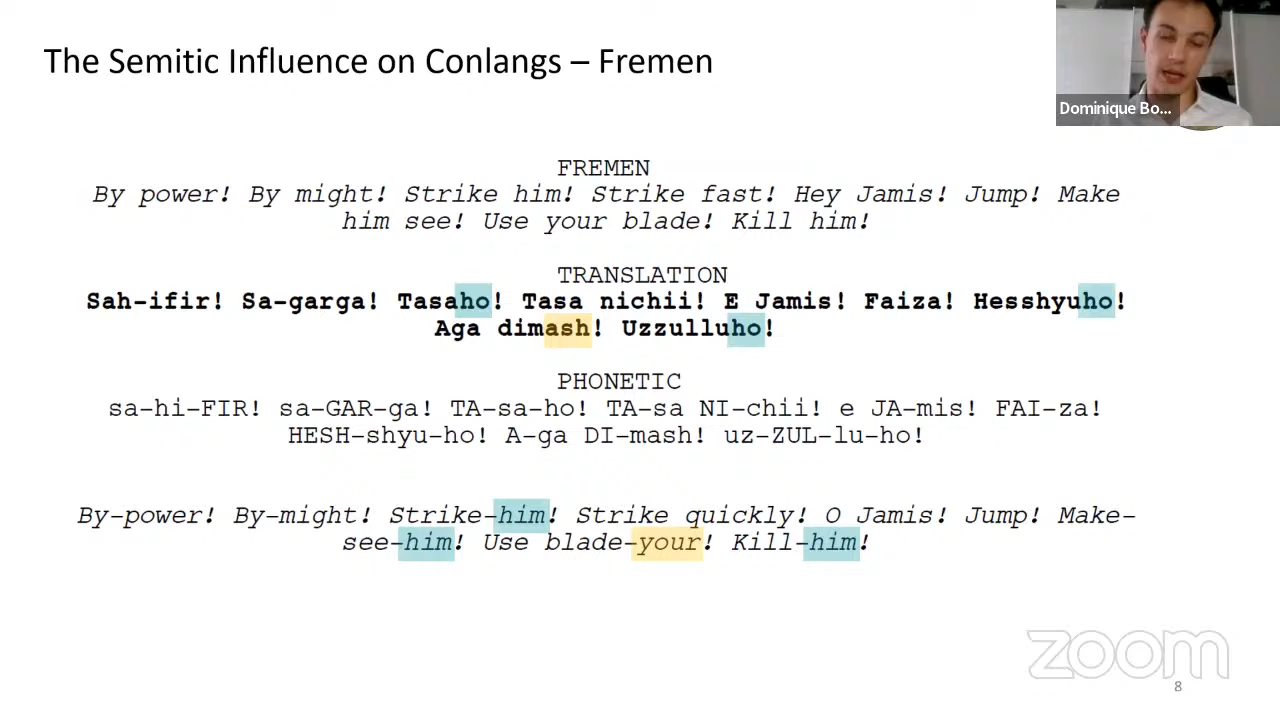 The Semitic Influence on Conlangs – Fremen
Dominique Bo...
FREMEN
By power! By might! Strike him! Strike fast! Hey Jamis! Jump! Make
him see! Use your blade! Kill him!
TRANSLATION
Sah-ifir! Sa-garga! Tasaho! Tasa nichii! E Jamis! Faiza! Hesshyuho!
Aga dimash! Uzzulluho!
PHONETIC
sa-hi-FIR! sa-GAR-ga! TA-sa-ho! TA-sa NI-chii! e JA-mis! FAI-za!
HESH-shyu-ho! A-ga DI-mash! uz-ZUL-lu-ho!
By-power! By-might! Strike-him! Strike quickly! O Jamis! Jump! Make-
see-him! Use blade-your! Kill-him!
zoom
8